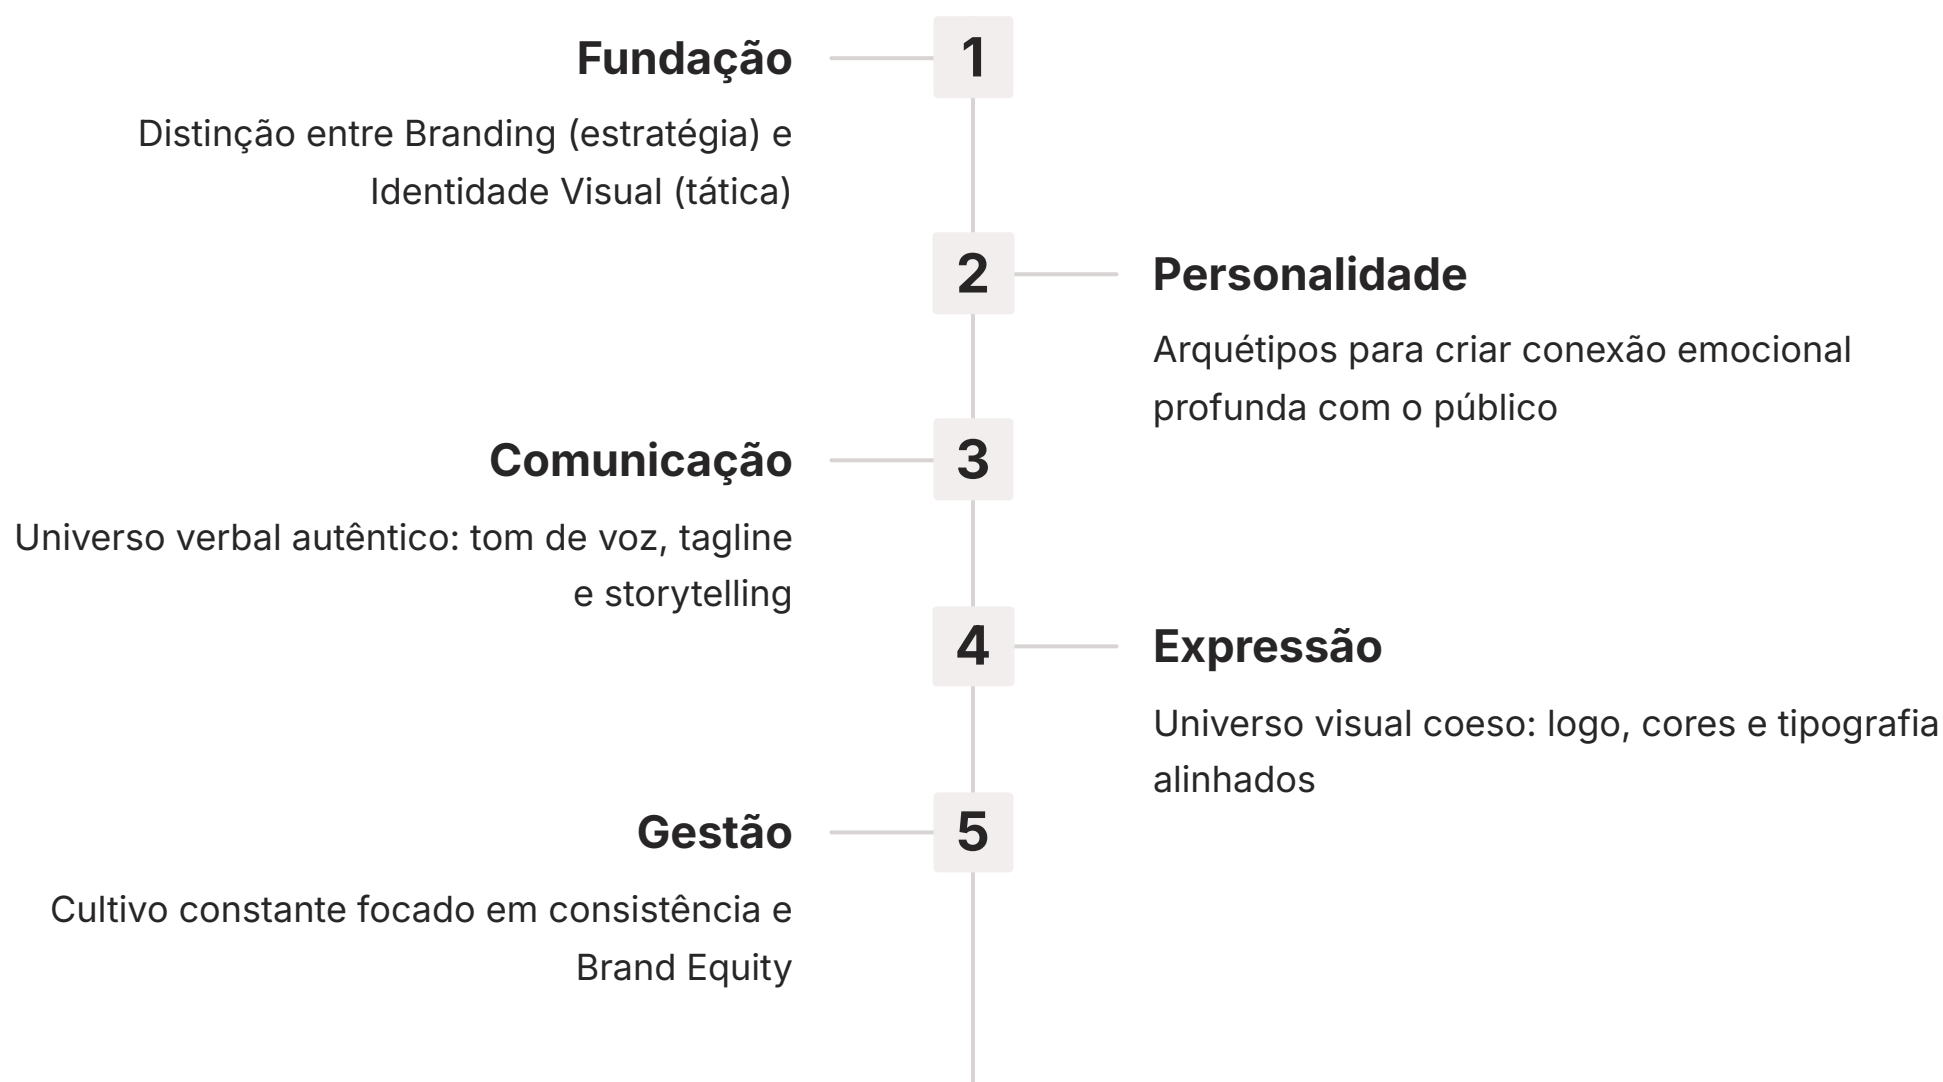 Fundação
1
Distinção entre Branding (estratégia) e
Identidade Visual (tática)
2
Personalidade
Arquétipos para criar conexão emocional
profunda com o público
Comunicação
3
Universo verbal autêntico: tom de voz, tagline
e storytelling
4
Expressão
Universo visual coeso: logo, cores e tipografia
alinhados
Gestão
5
Cultivo constante focado em consistência e
Brand Equity